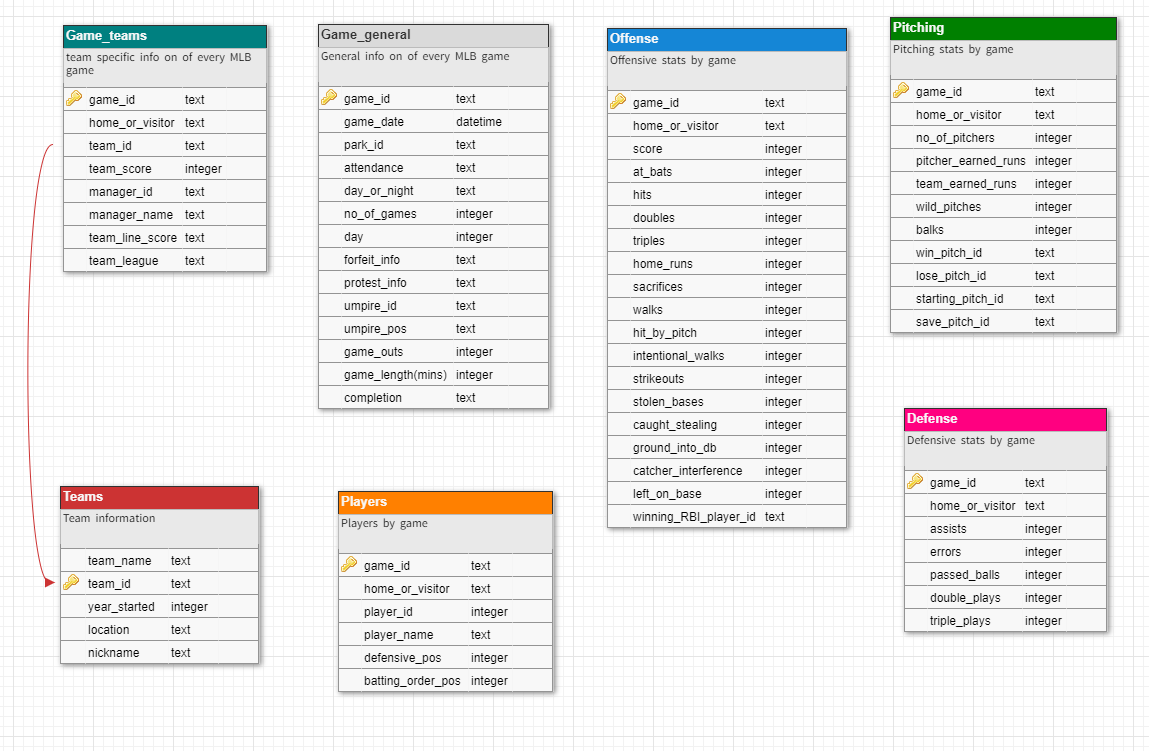 Game_teams
team specific info on of every MLB
game
game_id text
home_or_visitor text
team_id text
team_score integer
manager_id text
manager_name text
team_line_score text
team_league text
Game_general
General info on of every MLB game
game_id text
game_date datetime
park_id text
attendance text
day_or_night text
no_of_games integer
day integer
forfeit_info text
protest_info text
umpire_id text
umpire_pos text
game_outs integer
game_length(mins) integer
completion text
Offense
Offensive stats by game
game_id text
home_or_visitor text
score integer
at_bats integer
hits integer
doubles integer
triples integer
home_runs integer
sacrifices integer
walks integer
hit_by_pitch integer
intentional_walks integer
strikeouts integer
stolen_bases integer
caught_stealing integer
ground_into_db integer
catcher_interference integer
left_on_base integer
winning_RBI_player_id text
Pitching
Pitching stats by game
game_id text
home_or_visitor text
no_of_pitchers integer
pitcher_earned_runs integer
team_earned_runs integer
wild_pitches integer
balks integer
win_pitch_id text
lose_pitch_id text
starting_pitch_id text
save_pitch_id text
Teams
Team information
team_name text
team_id text
year_started integer
location text
nickname text
Players
Players by game
game_id text
home_or_visitor text
player_id integer
player_name text
defensive_pos integer
batting_order_pos integer
Defense
Defensive stats by game
game_id text
home_or_visitor text
assists integer
errors integer
passed_balls integer
double_plays integer
triple_plays integer